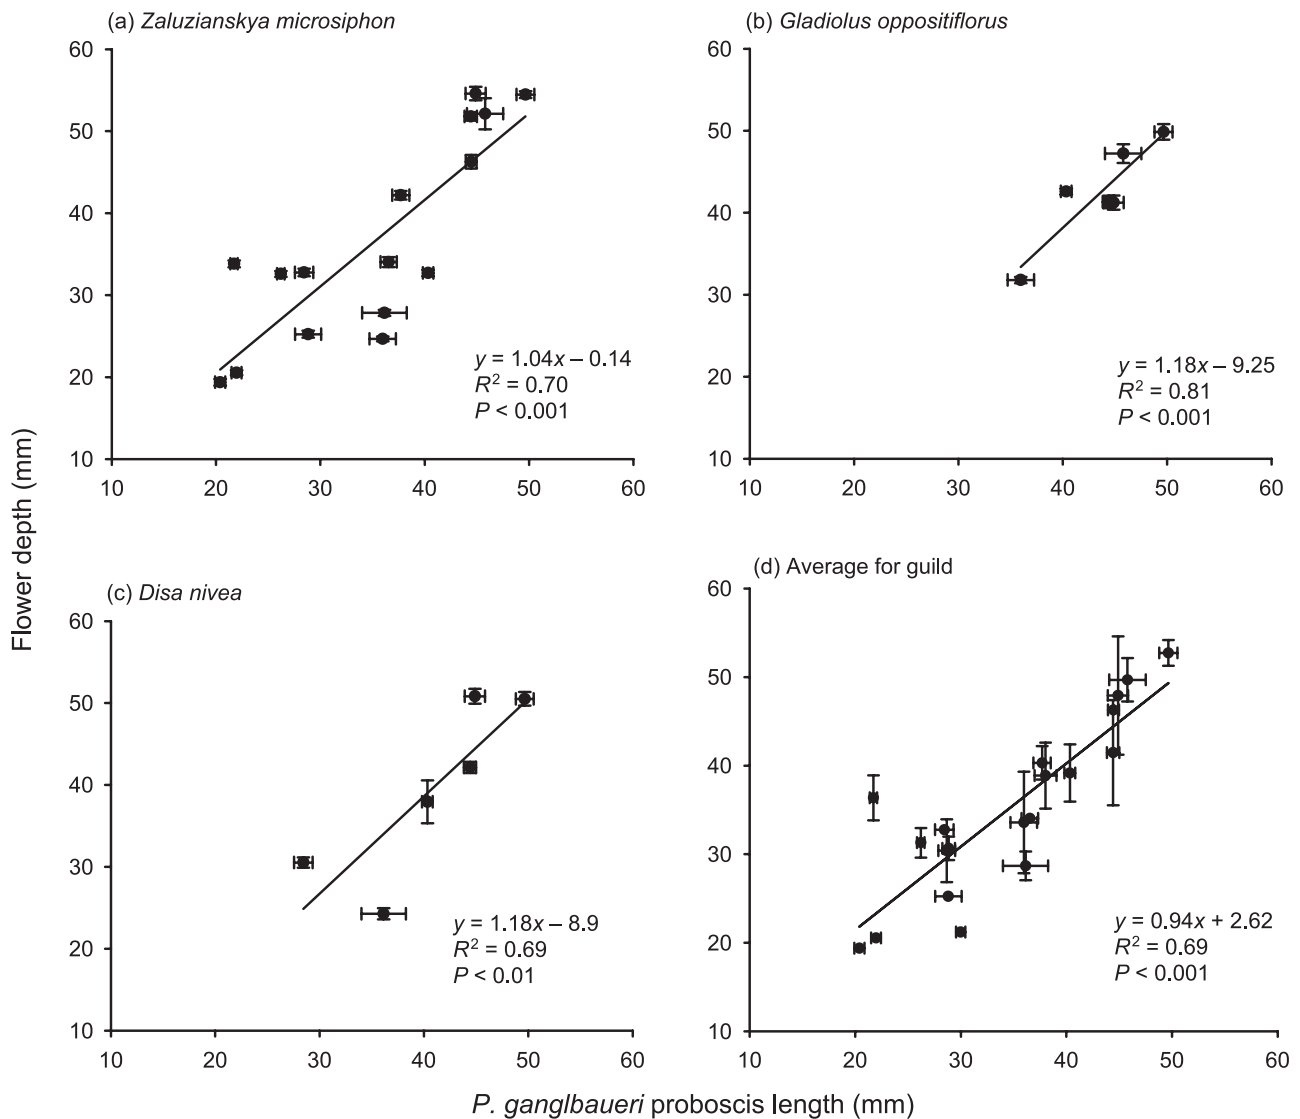 (a) Zaluzianskya microsiphon
60
50
40
30
20
10
10 20 30 40 50 60
y = 1.04x – 0.14
R² = 0.70
P < 0.001
(b) Gladiolus oppositiflorus
60
50
40
30
20
10
10 20 30 40 50 60
y = 1.18x – 9.25
R² = 0.81
P < 0.001
Flower depth (mm)
(c) Disa nivea
60
50
40
30
20
10
10 20 30 40 50 60
y = 1.18x – 8.9
R² = 0.69
P < 0.01
(d) Average for guild
60
50
40
30
20
10
10 20 30 40 50 60
y = 0.94x + 2.62
R² = 0.69
P < 0.001
P. ganglbaueri proboscis length (mm)